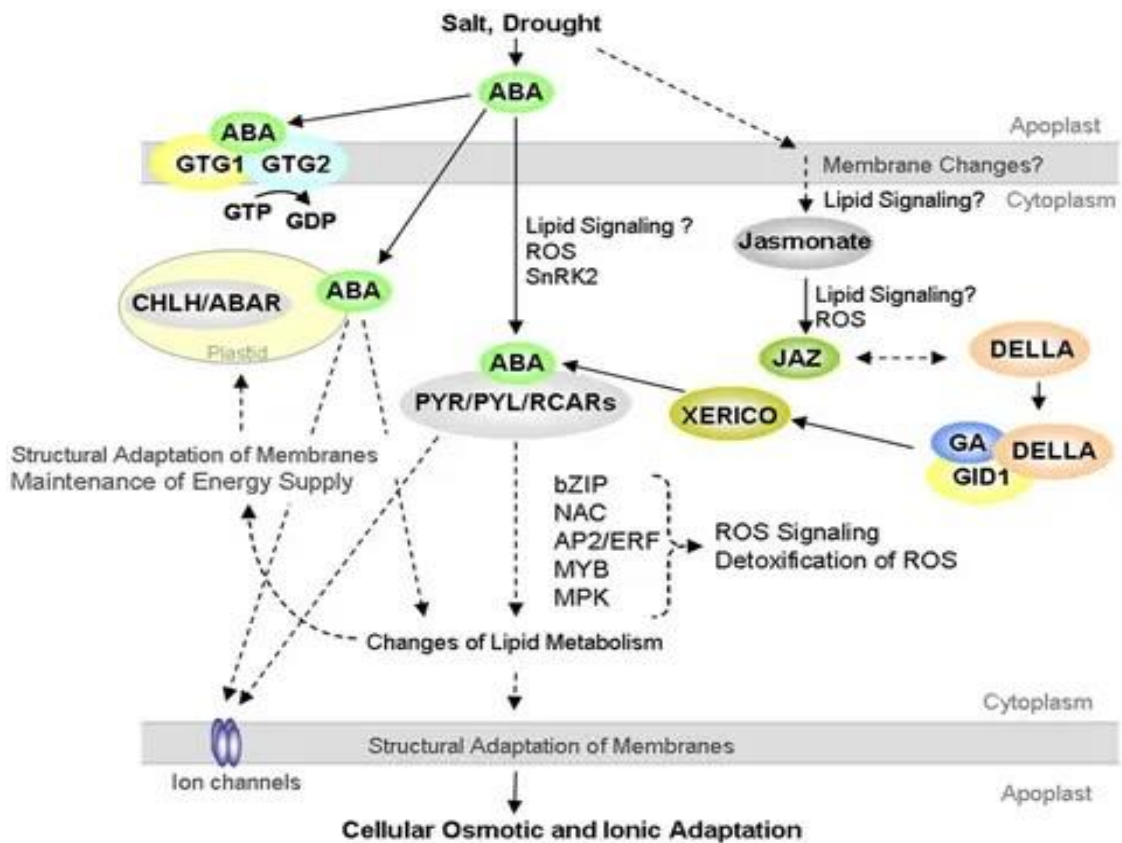 Salt, Drought
ABA
Apoplast
ABA
GTG1 GTG2
Membrane Changes?
GTP GDP
Lipid Signaling?
Cytoplasm
Lipid Signaling ?
ROS
SnRK2
Jasmonate
CHLH/ABAR
ABA
Plastid
Lipid Signaling?
ROS
JAZ
DELLA
ABA
PYR/PYL/RCARs
XERICO
GA
DELLA
GID1
Structural Adaptation of Membranes
Maintenance of Energy Supply
bZIP
NAC
AP2/ERF
MYB
MPK
ROS Signaling
Detoxification of ROS
Changes of Lipid Metabolism
Cytoplasm
Structural Adaptation of Membranes
Ion channels
Apoplast
Cellular Osmotic and Ionic Adaptation